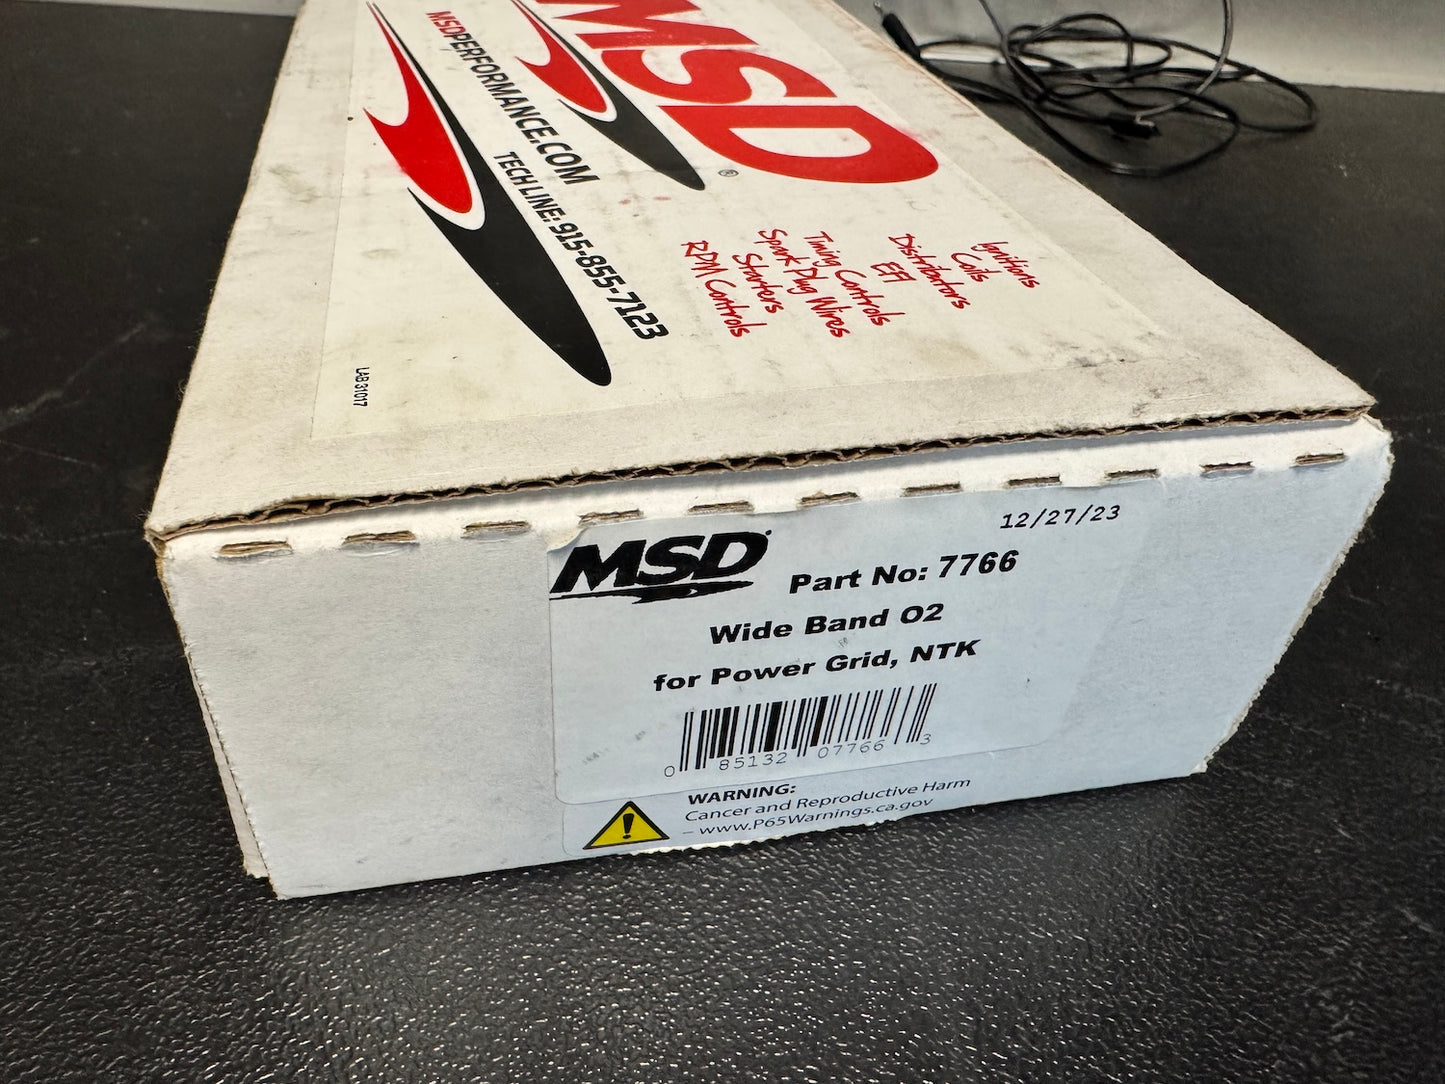 MSD®
MSDPERFORMANCE.COM
TECH LINE: 915-855-7123
Ignitions
Coils
Distributors
EFI
Timing Controls
Spark Plug Wires
Starters
RPM Controls
LAB31017
12/27/23
MSD
Part No: 7766
Wide Band O2
for Power Grid, NTK
0 85132 07766 3
WARNING:
Cancer and Reproductive Harm
– www.P65Warnings.ca.gov